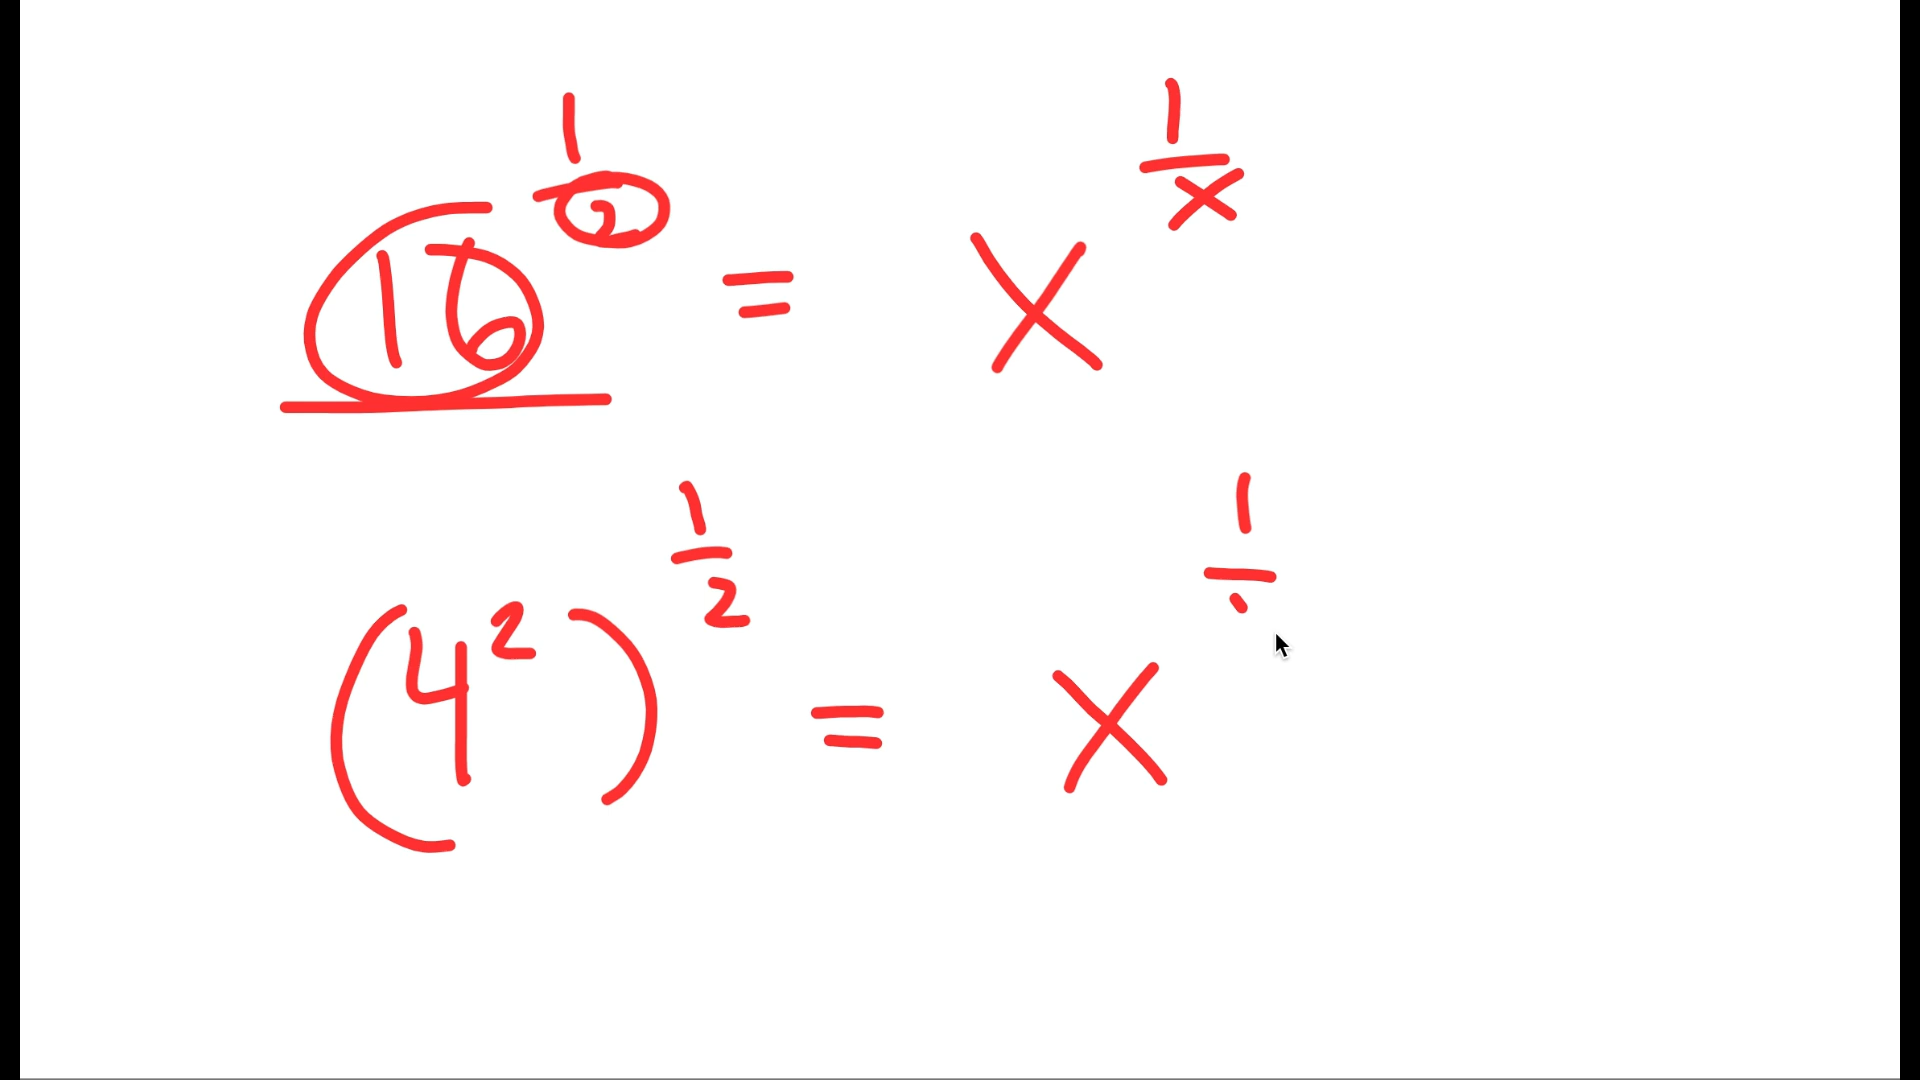 16^(1/2) = x^(1/x)
(4^2)^(1/2) = x^(1/